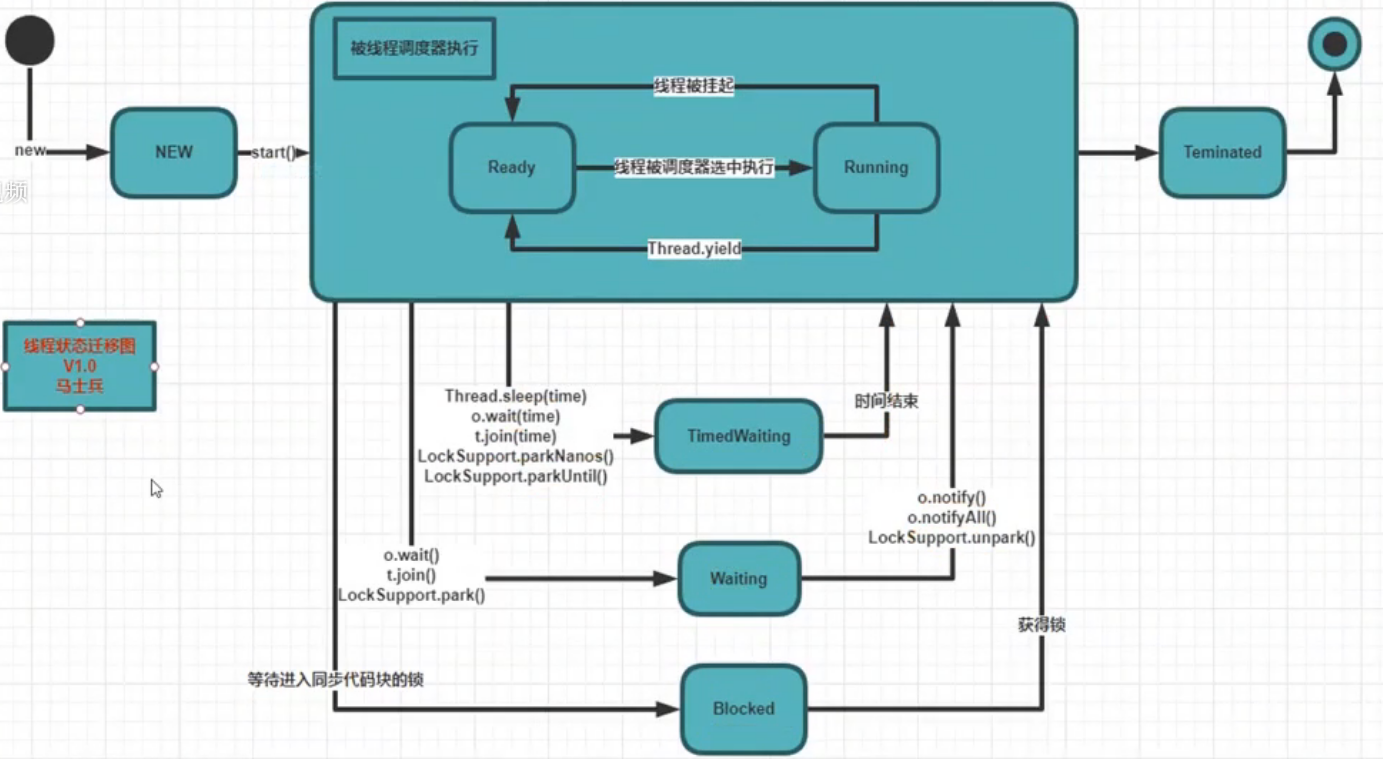 被线程调度器执行
线程被挂起
new
NEW
start()
Ready
线程被调度器选中执行
Running
Teminated
频
Thread.yield
线程状态迁移图
V1.0
马士兵
Thread.sleep(time)
o.wait(time)
t.join(time)
LockSupport.parkNanos()
LockSupport.parkUntil()
TimedWaiting
时间结束
o.notify()
o.notifyAll()
LockSupport.unpark()
o.wait()
t.join()
LockSupport.park()
Waiting
获得锁
等待进入同步代码块的锁
Blocked